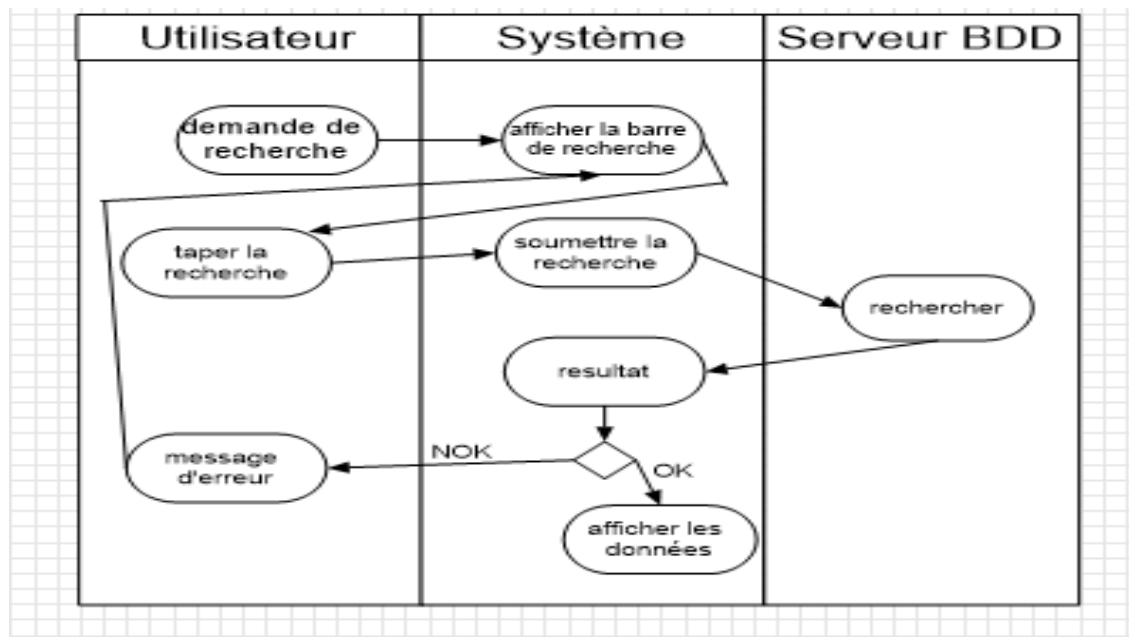 Utilisateur
Système
Serveur BDD
demande de
recherche
afficher la barre
de recherche
taper la
recherche
soumettre la
recherche
rechercher
resultat
NOK
message
d'erreur
OK
afficher les
données